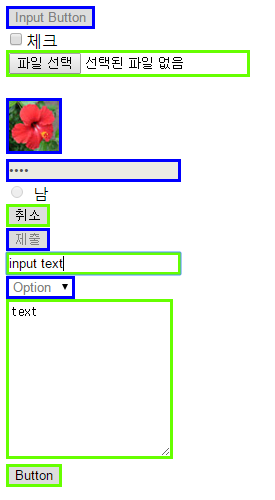 Input Button
체크
파일 선택 선택된 파일 없음
••••
남
취소
제출
input text
Option
text
Button